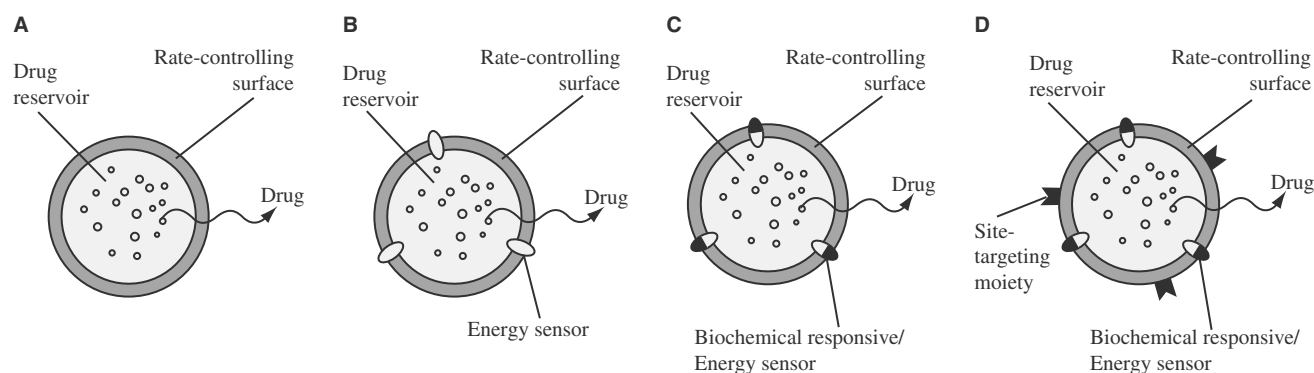 A
Drug
reservoir
Rate-controlling
surface
Drug
B
Drug
reservoir
Rate-controlling
surface
Drug
Energy sensor
C
Drug
reservoir
Rate-controlling
surface
Drug
Biochemical responsive/
Energy sensor
D
Drug
reservoir
Rate-controlling
surface
Drug
Site-
targeting
moiety
Biochemical responsive/
Energy sensor